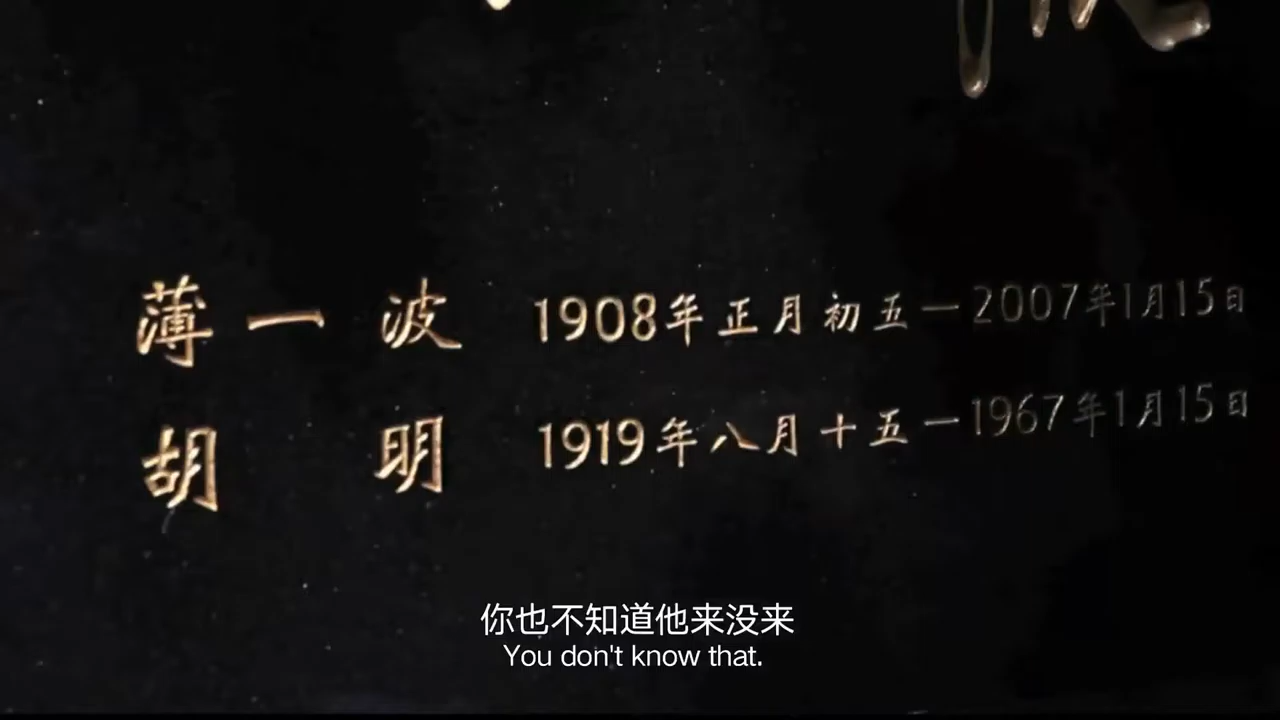 薄一波 1908年正月初五—2007年1月15日
胡明 1919年八月十五—1967年1月15日
你也不知道他来没来
You don't know that.